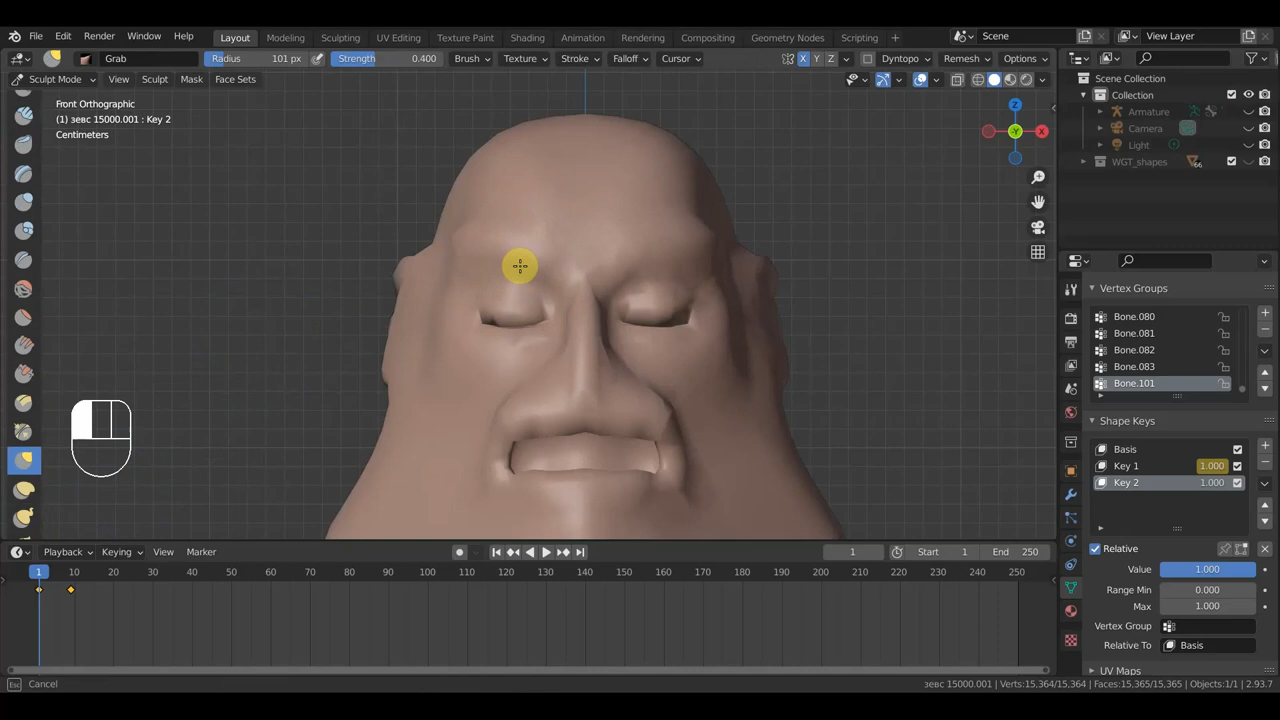 File Edit Render Window Help Layout Modeling Sculpting UV Editing Texture Paint Shading Animation Rendering Compositing Geometry Nodes Scripting + Scene View Layer
Grab Radius 101 px Strength 0.400 Brush Texture Stroke Falloff Cursor X Y Z Dyntopo Remesh Options
Sculpt Mode View Sculpt Mask Face Sets
Front Orthographic
(1) зевс 15000.001 : Key 2
Centimeters
Z
Y
X
Scene Collection
Collection
Armature
Camera
Light
WGT_shapes 66
Vertex Groups
Bone.080
Bone.081
Bone.082
Bone.083
Bone.101
Shape Keys
Basis
Key 1 1.000
Key 2 1.000
Relative
Value 1.000
Range Min 0.000
Max 1.000
Vertex Group
Relative To Basis
UV Maps
Playback Keying View Marker 1 Start 1 End 250
1 10 20 30 40 50 60 70 80 90 100 110 120 130 140 150 160 170 180 190 200 210 220 230 240 250
Esc Cancel зевс 15000.001 | Verts:15,364/15,364 | Faces:15,365/15,365 | Objects:1/1 | 2.93.7